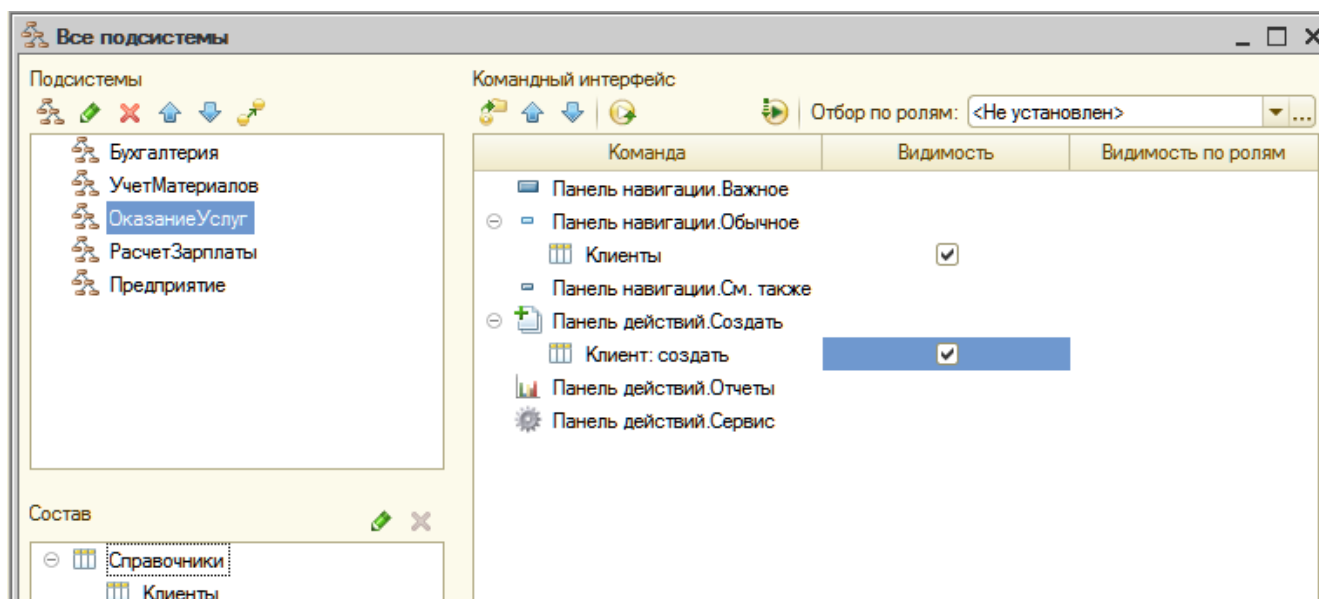 Все подсистемы
Подсистемы
Бухгалтерия
УчетМатериалов
ОказаниеУслуг
РасчетЗарплаты
Предприятие
Состав
Справочники
Клиенты
Командный интерфейс
Отбор по ролям: <Не установлен> ...
Команда Видимость Видимость по ролям
Панель навигации.Важное
Панель навигации.Обычное
Клиенты
Панель навигации.См. также
Панель действий.Создать
Клиент: создать
Панель действий.Отчеты
Панель действий.Сервис